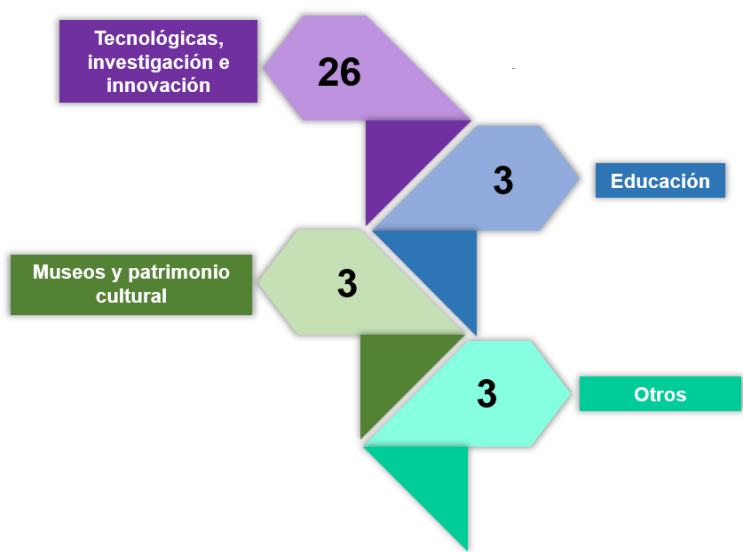 Tecnológicas,
investigación e
innovación
26
3
Educación
Museos y patrimonio
cultural
3
3
Otros